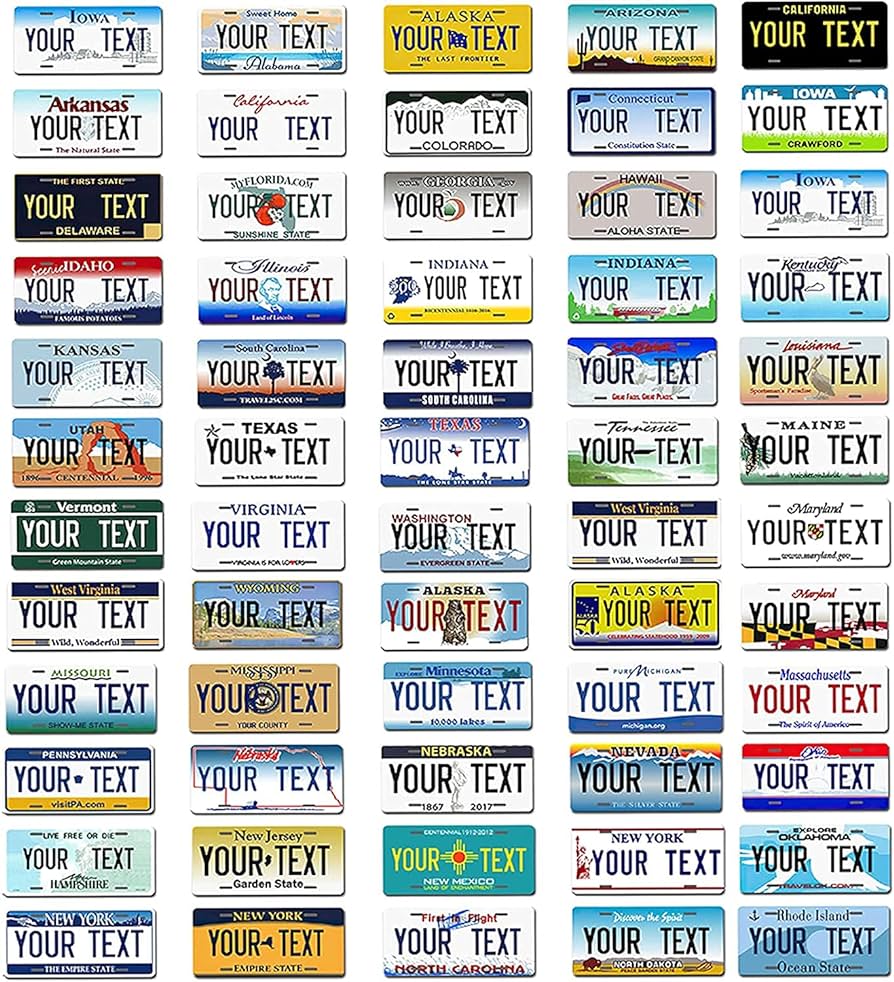 IOWA
YOUR TEXT
Sweet Home
YOUR TEXT
Alabama
ALASKA
YOUR TEXT
THE LAST FRONTIER
ARIZONA
YOUR TEXT
GRAND CANYON STATE
CALIFORNIA
YOUR TEXT
Arkansas
YOUR TEXT
The Natural State
California
YOUR TEXT
YOUR TEXT
COLORADO
Connecticut
YOUR TEXT
Constitution State
IOWA
YOUR TEXT
CRAWFORD
THE FIRST STATE
YOUR TEXT
DELAWARE
MYFLORIDA.COM
YOUR TEXT
SUNSHINE STATE
www. GEORGIA .gov
YOUR TEXT
HAWAII
YOUR TEXT
ALOHA STATE
IOWA
YOUR TEXT
Scenic IDAHO
YOUR TEXT
FAMOUS POTATOES
Illinois
YOUR TEXT
Land of Lincoln
INDIANA
200 YOUR TEXT
BICENTENNIAL 1816-2016
INDIANA
YOUR TEXT
Kentucky
YOUR TEXT
KANSAS
YOUR TEXT
South Carolina
YOUR TEXT
TRAVEL2SC.COM
While I Breathe, I Hope
YOUR TEXT
SOUTH CAROLINA
YOUR TEXT
GREAT FACES. GREAT PLACES.
Louisiana
YOUR TEXT
Sportsman's Paradise
UTAH
YOUR TEXT
1896 CENTENNIAL 1996
TEXAS
YOUR TEXT
The Lone Star State
TEXAS
YOUR TEXT
THE LONE STAR STATE
Tennessee
YOUR TEXT
MAINE
YOUR TEXT
Vacationland
Vermont
YOUR TEXT
Green Mountain State
VIRGINIA
YOUR TEXT
VIRGINIA IS FOR LOVERS
WASHINGTON
YOUR TEXT
EVERGREEN STATE
West Virginia
YOUR TEXT
Wild, Wonderful
Maryland
YOUR TEXT
www.maryland.gov
West Virginia
YOUR TEXT
Wild, Wonderful
WYOMING
YOUR TEXT
ALASKA
YOUR TEXT
ALASKA
YOUR TEXT
ALASKA
50
CELEBRATING STATEHOOD 1959 - 2009
Maryland
YOUR TEXT
MISSOURI
YOUR TEXT
SHOW-ME STATE
MISSISSIPPI
YOUR TEXT
YOUR COUNTY
EXPLORE Minnesota
YOUR TEXT
10,000 lakes
PURE MICHIGAN
YOUR TEXT
michigan.org
Massachusetts
YOUR TEXT
The Spirit of America
PENNSYLVANIA
YOUR TEXT
visitPA.com
Nebraska
YOUR TEXT
NEBRASKA
YOUR TEXT
1867 2017
NEVADA
YOUR TEXT
THE SILVER STATE
Ohio
YOUR TEXT
LIVE FREE OR DIE
YOUR TEXT
New
HAMPSHIRE
New Jersey
YOUR TEXT
Garden State
CENTENNIAL 1912-2012
YOUR TEXT
NEW MEXICO
LAND OF ENCHANTMENT
NEW YORK
YOUR TEXT
EXPLORE
OKLAHOMA
YOUR TEXT
TRAVELOK.COM
NEW YORK
YOUR TEXT
THE EMPIRE STATE
NEW YORK
YOUR TEXT
EMPIRE STATE
First in Flight
YOUR TEXT
NORTH CAROLINA
Discover the Spirit
YOUR TEXT
NORTH DAKOTA
PEACE GARDEN STATE
Rhode Island
YOUR TEXT
Ocean State